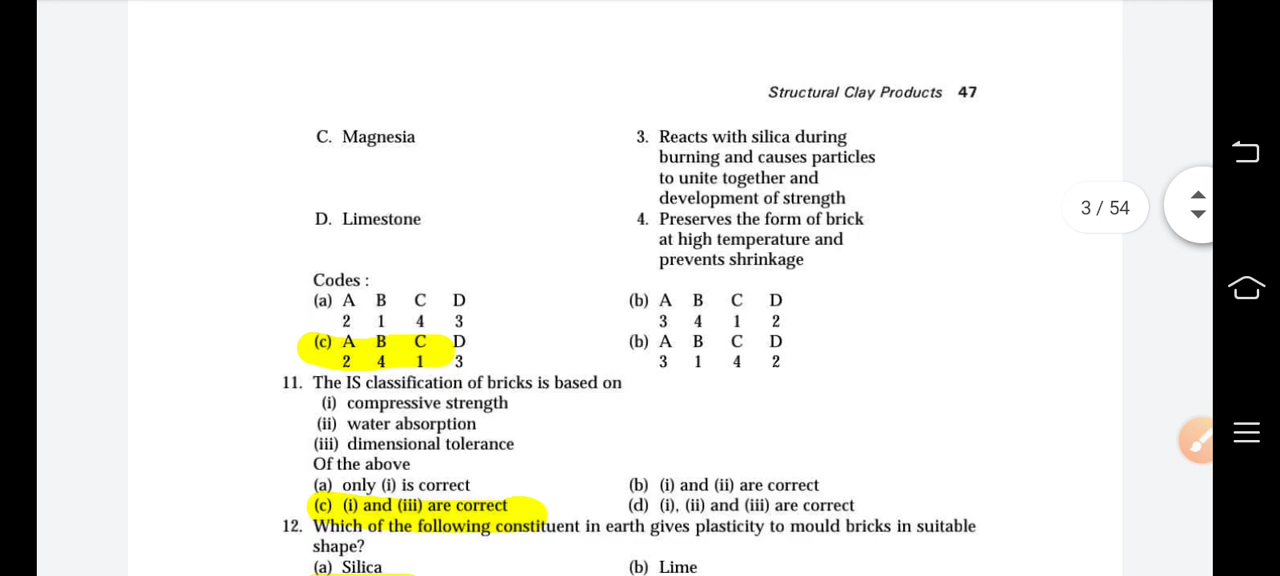 Structural Clay Products 47
C. Magnesia 3. Reacts with silica during
burning and causes particles
to unite together and
development of strength
D. Limestone 4. Preserves the form of brick
at high temperature and
prevents shrinkage
Codes :
(a) A B C D (b) A B C D
2 1 4 3 3 4 1 2
(c) A B C D (b) A B C D
2 4 1 3 3 1 4 2
11. The IS classification of bricks is based on
(i) compressive strength
(ii) water absorption
(iii) dimensional tolerance
Of the above
(a) only (i) is correct (b) (i) and (ii) are correct
(c) (i) and (iii) are correct (d) (i), (ii) and (iii) are correct
12. Which of the following constituent in earth gives plasticity to mould bricks in suitable
shape?
(a) Silica (b) Lime
3 / 54